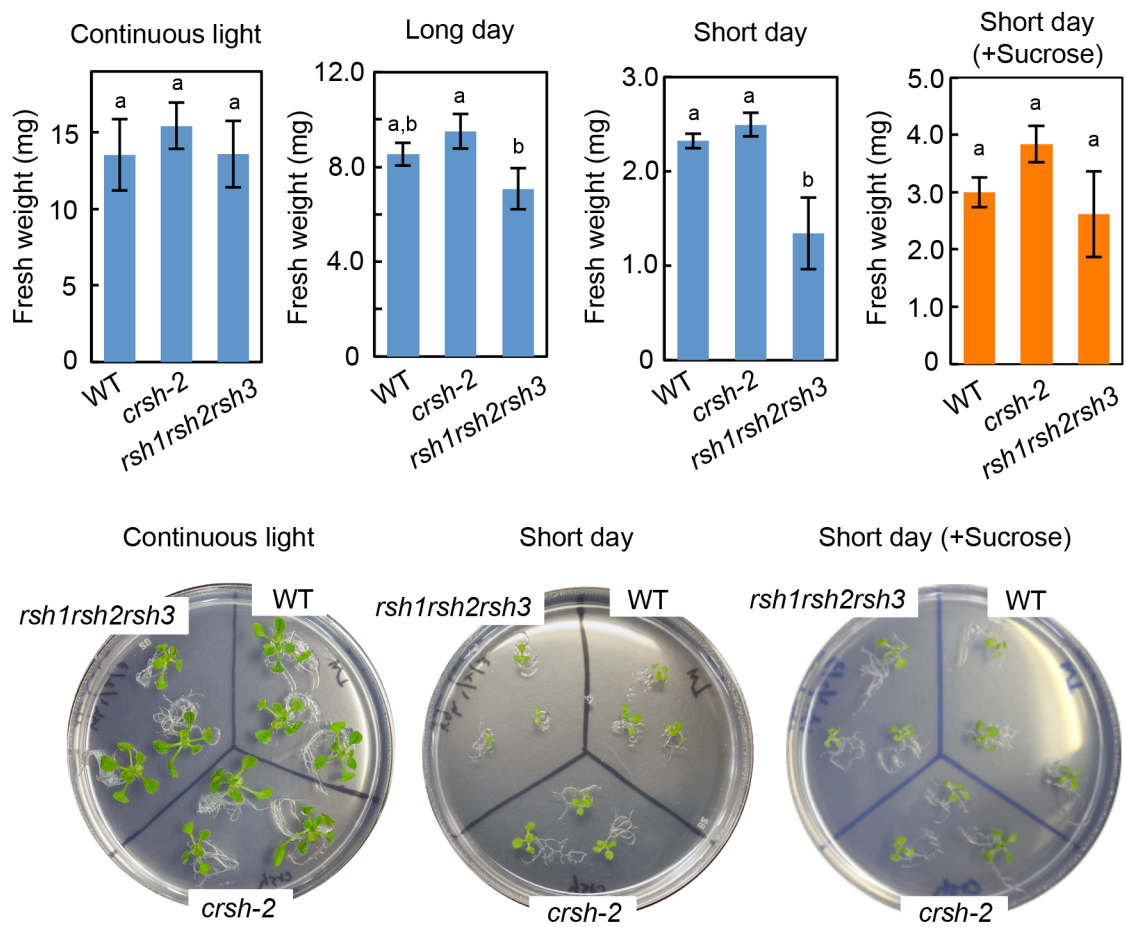 Continuous light
Long day
Short day
Short day
(+Sucrose)
Fresh weight (mg)
15
10
5
0
a
a
a
WT
crsh-2
rsh1rsh2rsh3
Fresh weight (mg)
12.0
8.0
4.0
0
a,b
a
b
WT
crsh-2
rsh1rsh2rsh3
Fresh weight (mg)
3.0
2.0
1.0
0
a
a
b
WT
crsh-2
rsh1rsh2rsh3
Fresh weight (mg)
5.0
4.0
3.0
2.0
1.0
0
a
a
a
WT
crsh-2
rsh1rsh2rsh3
Continuous light
Short day
Short day (+Sucrose)
rsh1rsh2rsh3
WT
crsh-2
rsh1rsh2rsh3
WT
crsh-2
rsh1rsh2rsh3
WT
crsh-2